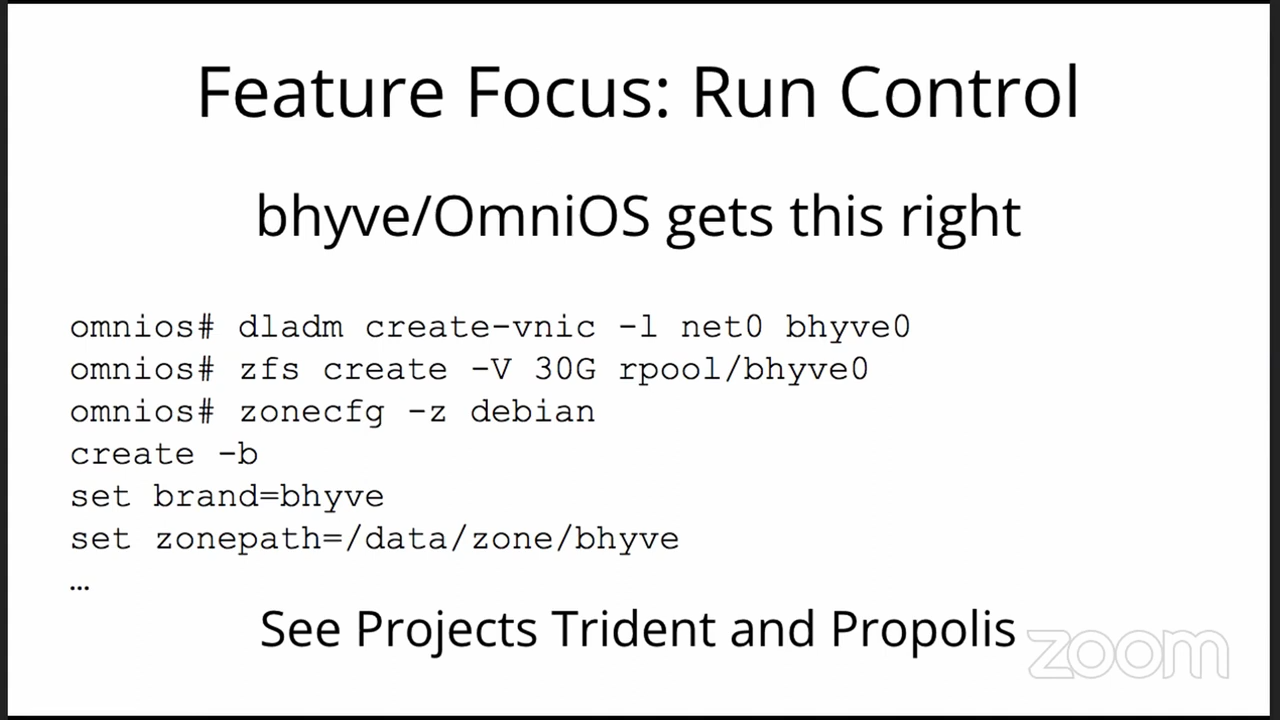 Feature Focus: Run Control
bhyve/OmniOS gets this right
omnios# dladm create-vnic -l net0 bhyve0
omnios# zfs create -V 30G rpool/bhyve0
omnios# zonecfg -z debian
create -b
set brand=bhyve
set zonepath=/data/zone/bhyve
…
See Projects Trident and Propolis
zoom